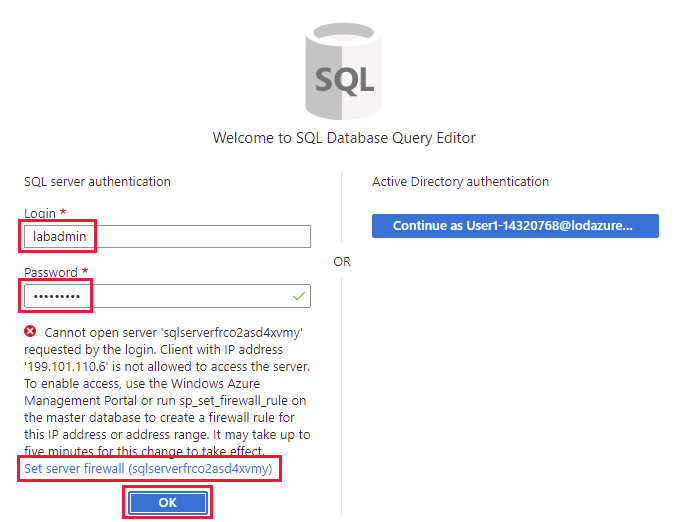 SQL
Welcome to SQL Database Query Editor
SQL server authentication
Login *
labadmin
Password *
•••••••••
Cannot open server 'sqlserverfrco2asd4xvmy'
requested by the login. Client with IP address
'199.101.110.6' is not allowed to access the server.
To enable access, use the Windows Azure
Management Portal or run sp_set_firewall_rule on
the master database to create a firewall rule for
this IP address or address range. It may take up to
five minutes for this change to take effect.
Set server firewall (sqlserverfrco2asd4xvmy)
OK
OR
Active Directory authentication
Continue as User1-14320768@lodazure...